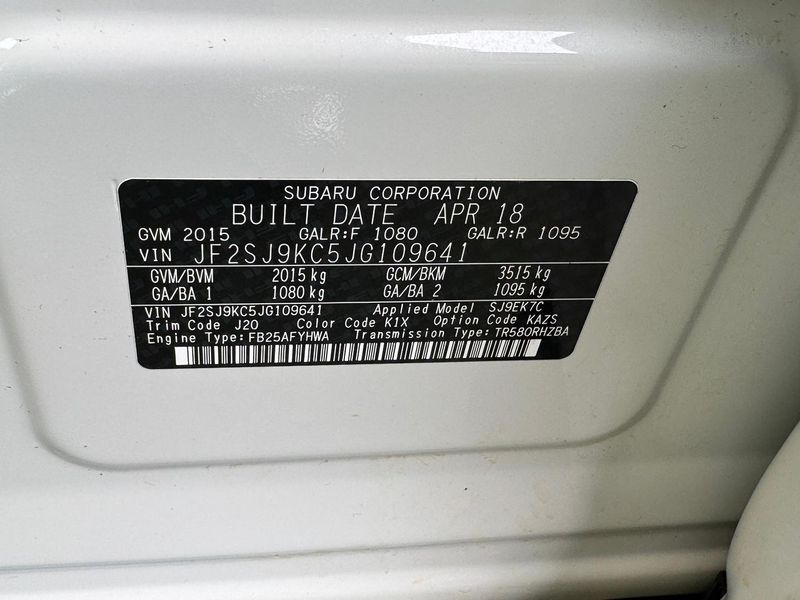 SUBARU CORPORATION
BUILT DATE APR 18
GVM 2015 GALR:F 1080 GALR:R 1095
VIN JF2SJ9KC5JG109641
GVM/BVM 2015 kg GCM/BKM 3515 kg
GA/BA 1 1080 kg GA/BA 2 1095 kg
VIN JF2SJ9KC5JG109641 Applied Model SJ9EK7C
Trim Code J20 Color Code K1X Option Code KAZS
Engine Type:FB25AFYHWA Transmission Type:TR580RHZBA